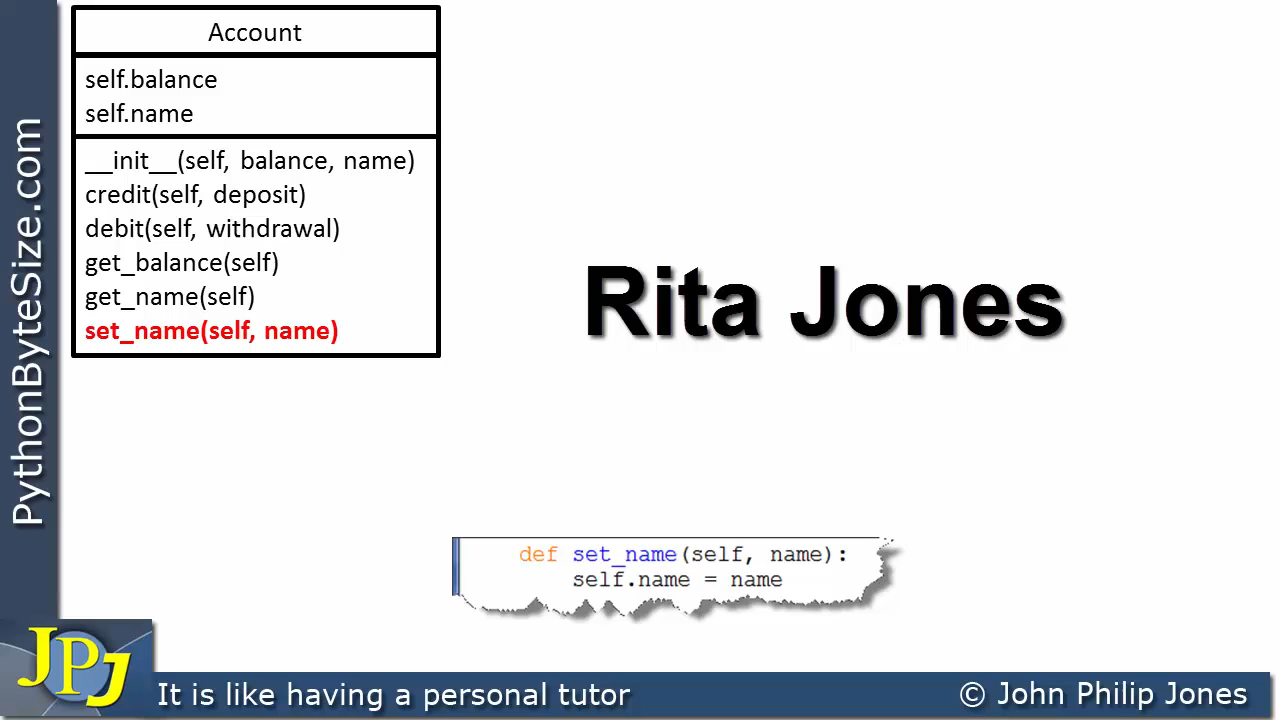 PythonByteSize.com
Account
self.balance
self.name
__init__(self, balance, name)
credit(self, deposit)
debit(self, withdrawal)
get_balance(self)
get_name(self)
set_name(self, name)
Rita Jones
def set_name(self, name):
self.name = name
JPJ
It is like having a personal tutor
© John Philip Jones